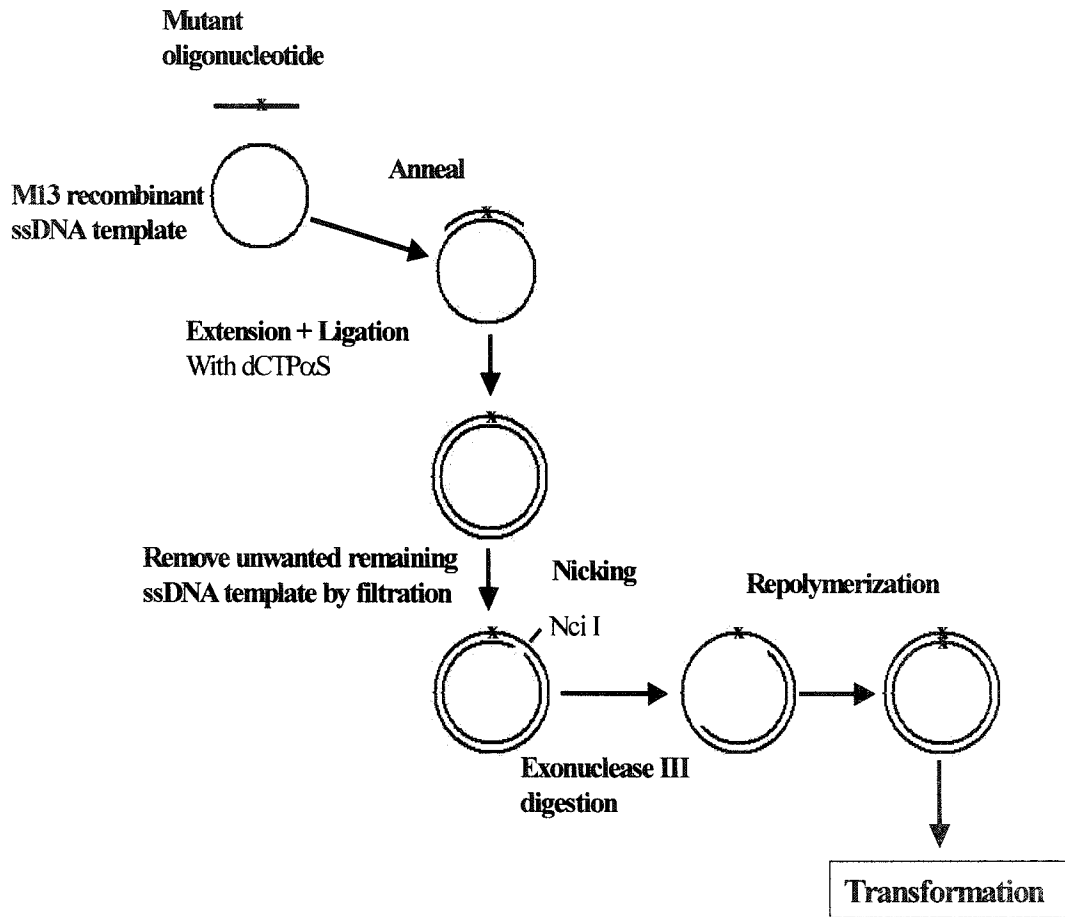 Mutant
oligonucleotide
x
M13 recombinant
ssDNA template
Anneal
x
Extension + Ligation
With dCTPαS
x
Remove unwanted remaining
ssDNA template by filtration
Nicking
Nci I
x
Exonuclease III
digestion
x
Repolymerization
x
x
Transformation